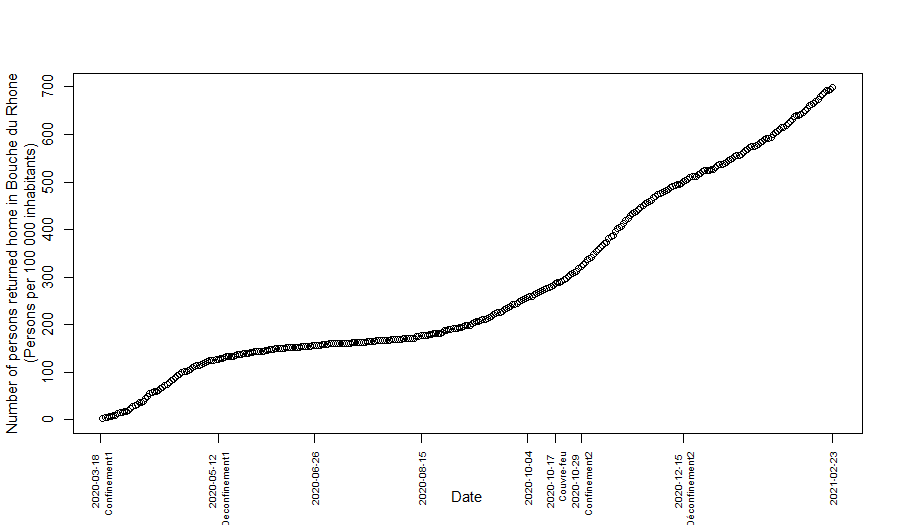 Number of persons returned home in Bouche du Rhone
(Persons per 100 000 inhabitants)
700
600
500
400
300
200
100
0
2020-03-18
Confinement1
2020-05-12
Deconfinement1
2020-06-26
2020-08-15
2020-10-04
2020-10-17
Couvre-feu
2020-10-29
Confinement2
2020-12-15
Déconfinement2
2021-02-23
Date